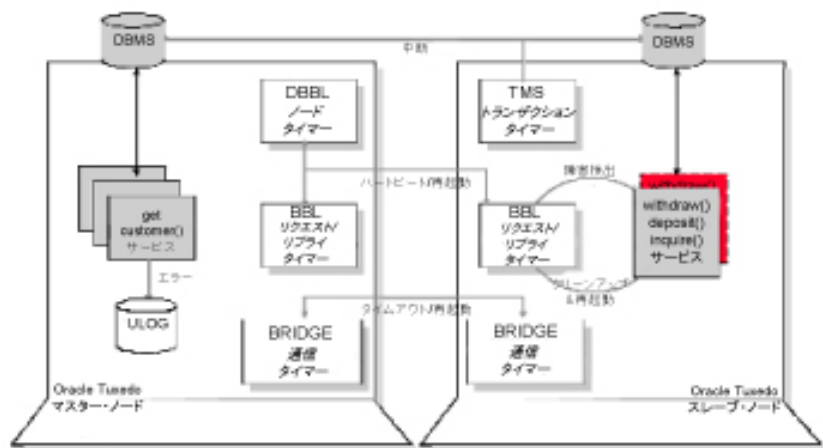 DBMS
DBMS
中断
DBBL
ノード
タイマー
TMS
トランザクション
タイマー
ハートビート/再起動
障害検出
get
customer()
サービス
BBL
リクエスト/
リプライ
タイマー
BBL
リクエスト/
リプライ
タイマー
withdraw()
withdraw()
deposit()
inquire()
サービス
エラー
クリーンアップ
&再起動
ULOG
タイムアウト/再起動
BRIDGE
通信
タイマー
BRIDGE
通信
タイマー
Oracle Tuxedo
マスター・ノード
Oracle Tuxedo
スレーブ・ノード